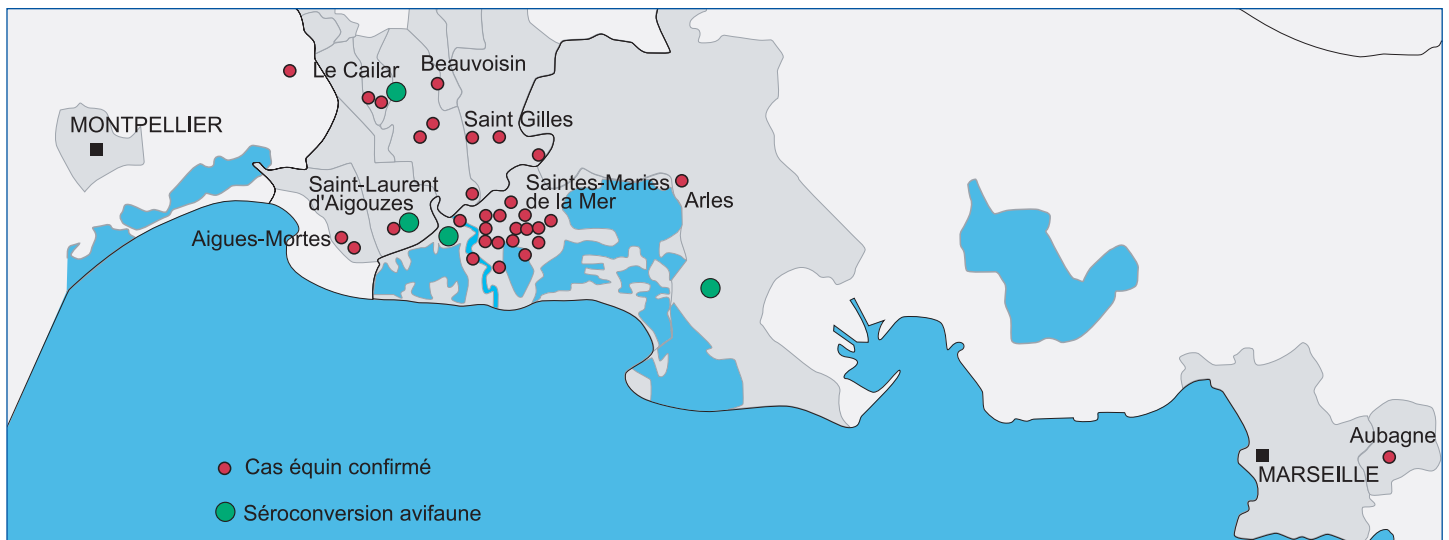 Le Cailar
Beauvoisin
MONTPELLIER
Saint Gilles
Saint-Laurent
d'Aigouzes
Saintes-Maries
de la Mer
Arles
Aigues-Mortes
Aubagne
MARSEILLE
Cas équin confirmé
Séroconversion avifaune